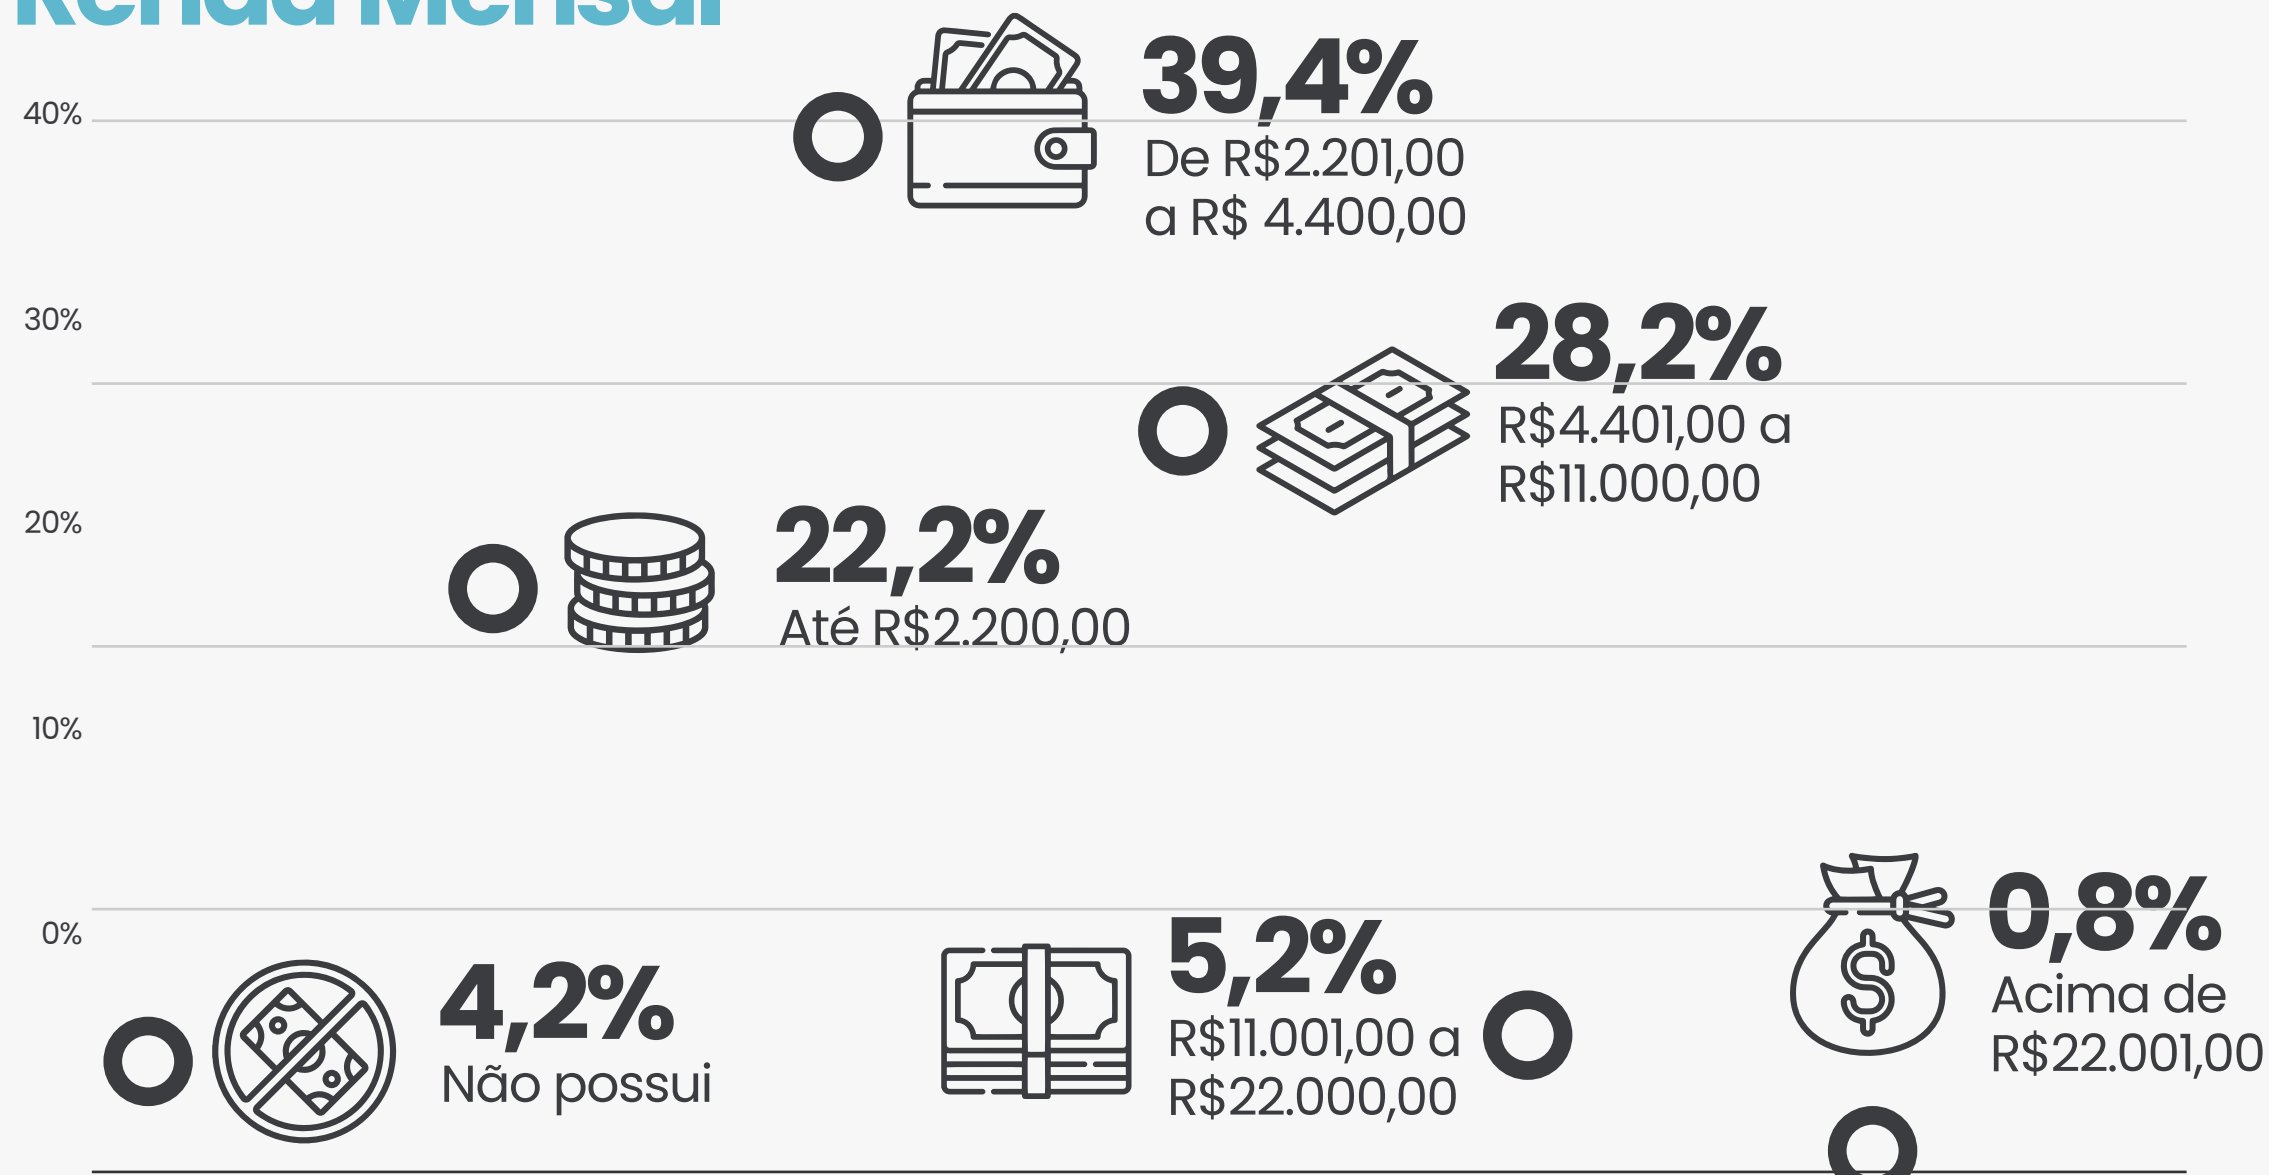 Renda Mensal
40%
39,4%
De R$2.201,00
a R$ 4.400,00
30%
28,2%
R$4.401,00 a
R$11.000,00
20%
22,2%
Até R$2.200,00
10%
0%
4,2%
Não possui
5,2%
R$11.001,00 a
R$22.000,00
0,8%
Acima de
R$22.001,00